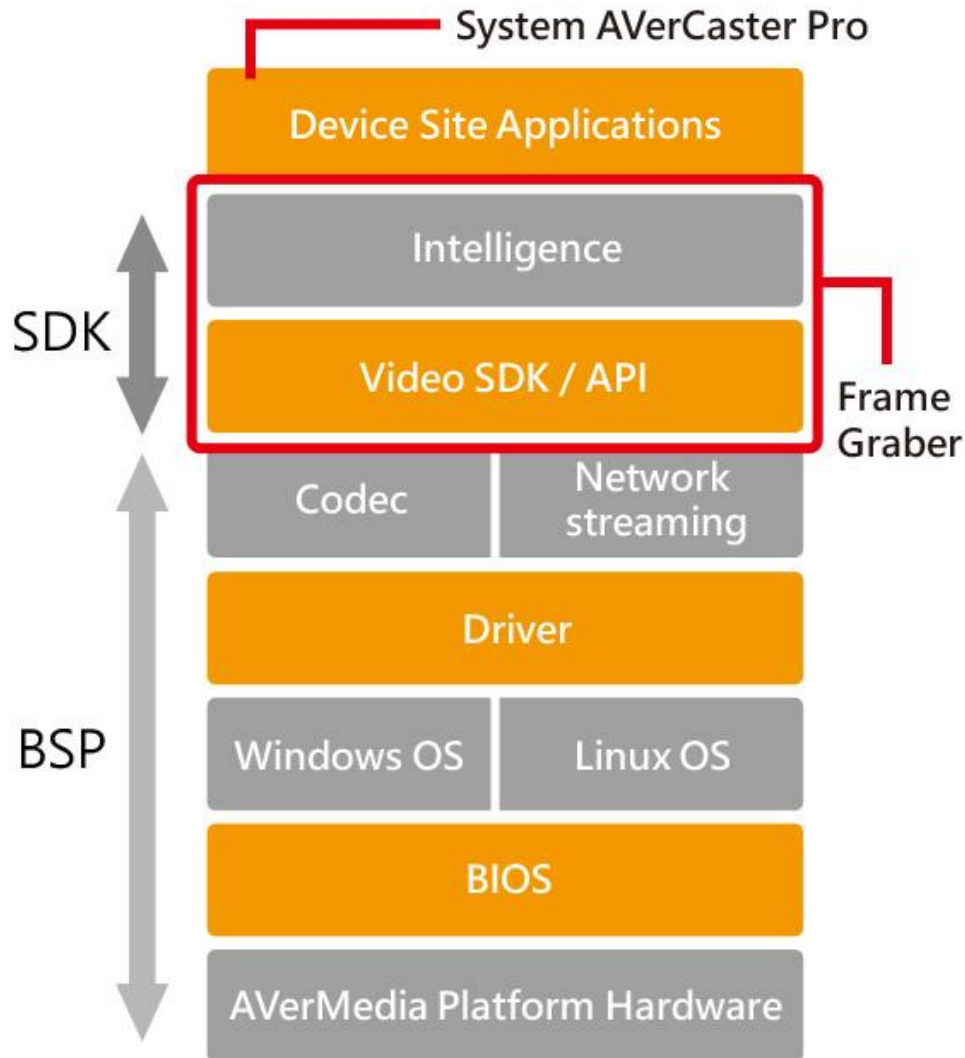 System AVerCaster Pro
Device Site Applications
Intelligence
SDK
Video SDK / API
Frame
Graber
Codec
Network
streaming
Driver
BSP
Windows OS
Linux OS
BIOS
AVerMedia Platform Hardware